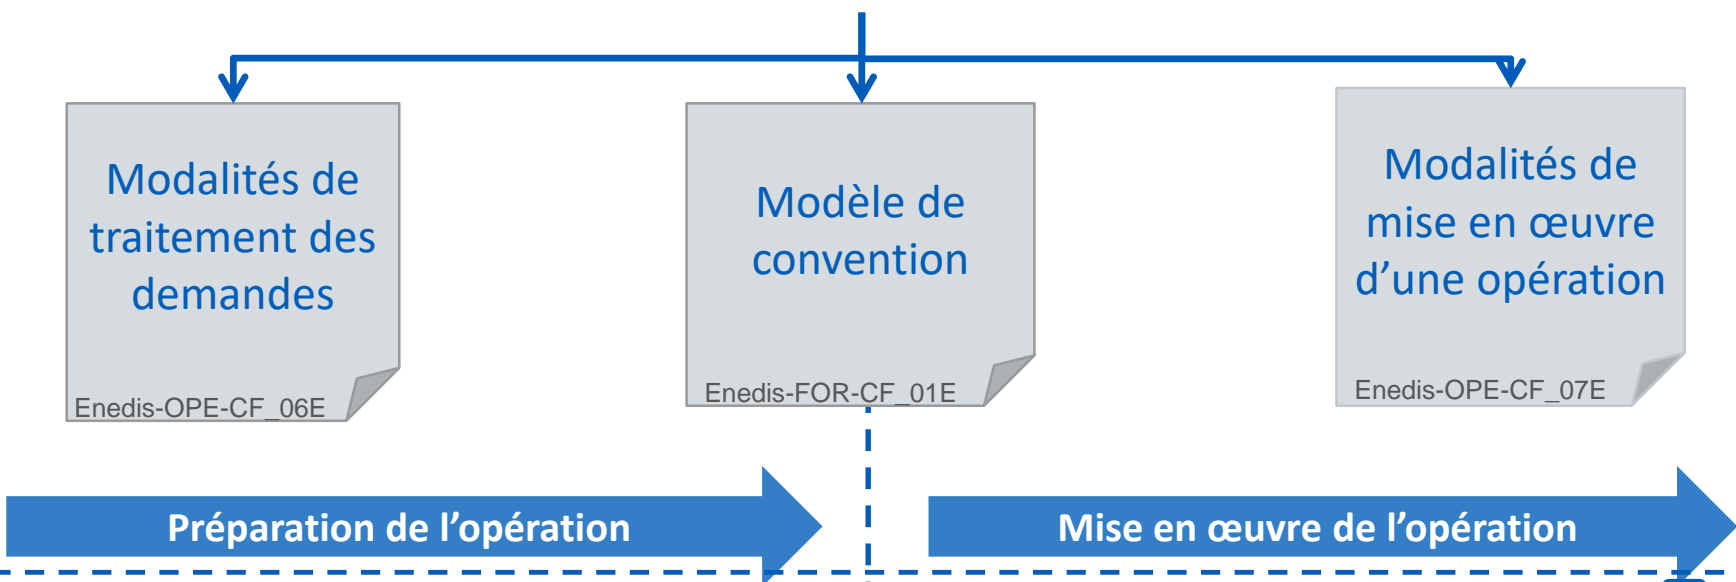 Modalités de
traitement des
demandes
Enedis-OPE-CF_06E
Modèle de
convention
Enedis-FOR-CF_01E
Modalités de
mise en œuvre
d’une opération
Enedis-OPE-CF_07E
Préparation de l’opération
Mise en œuvre de l’opération